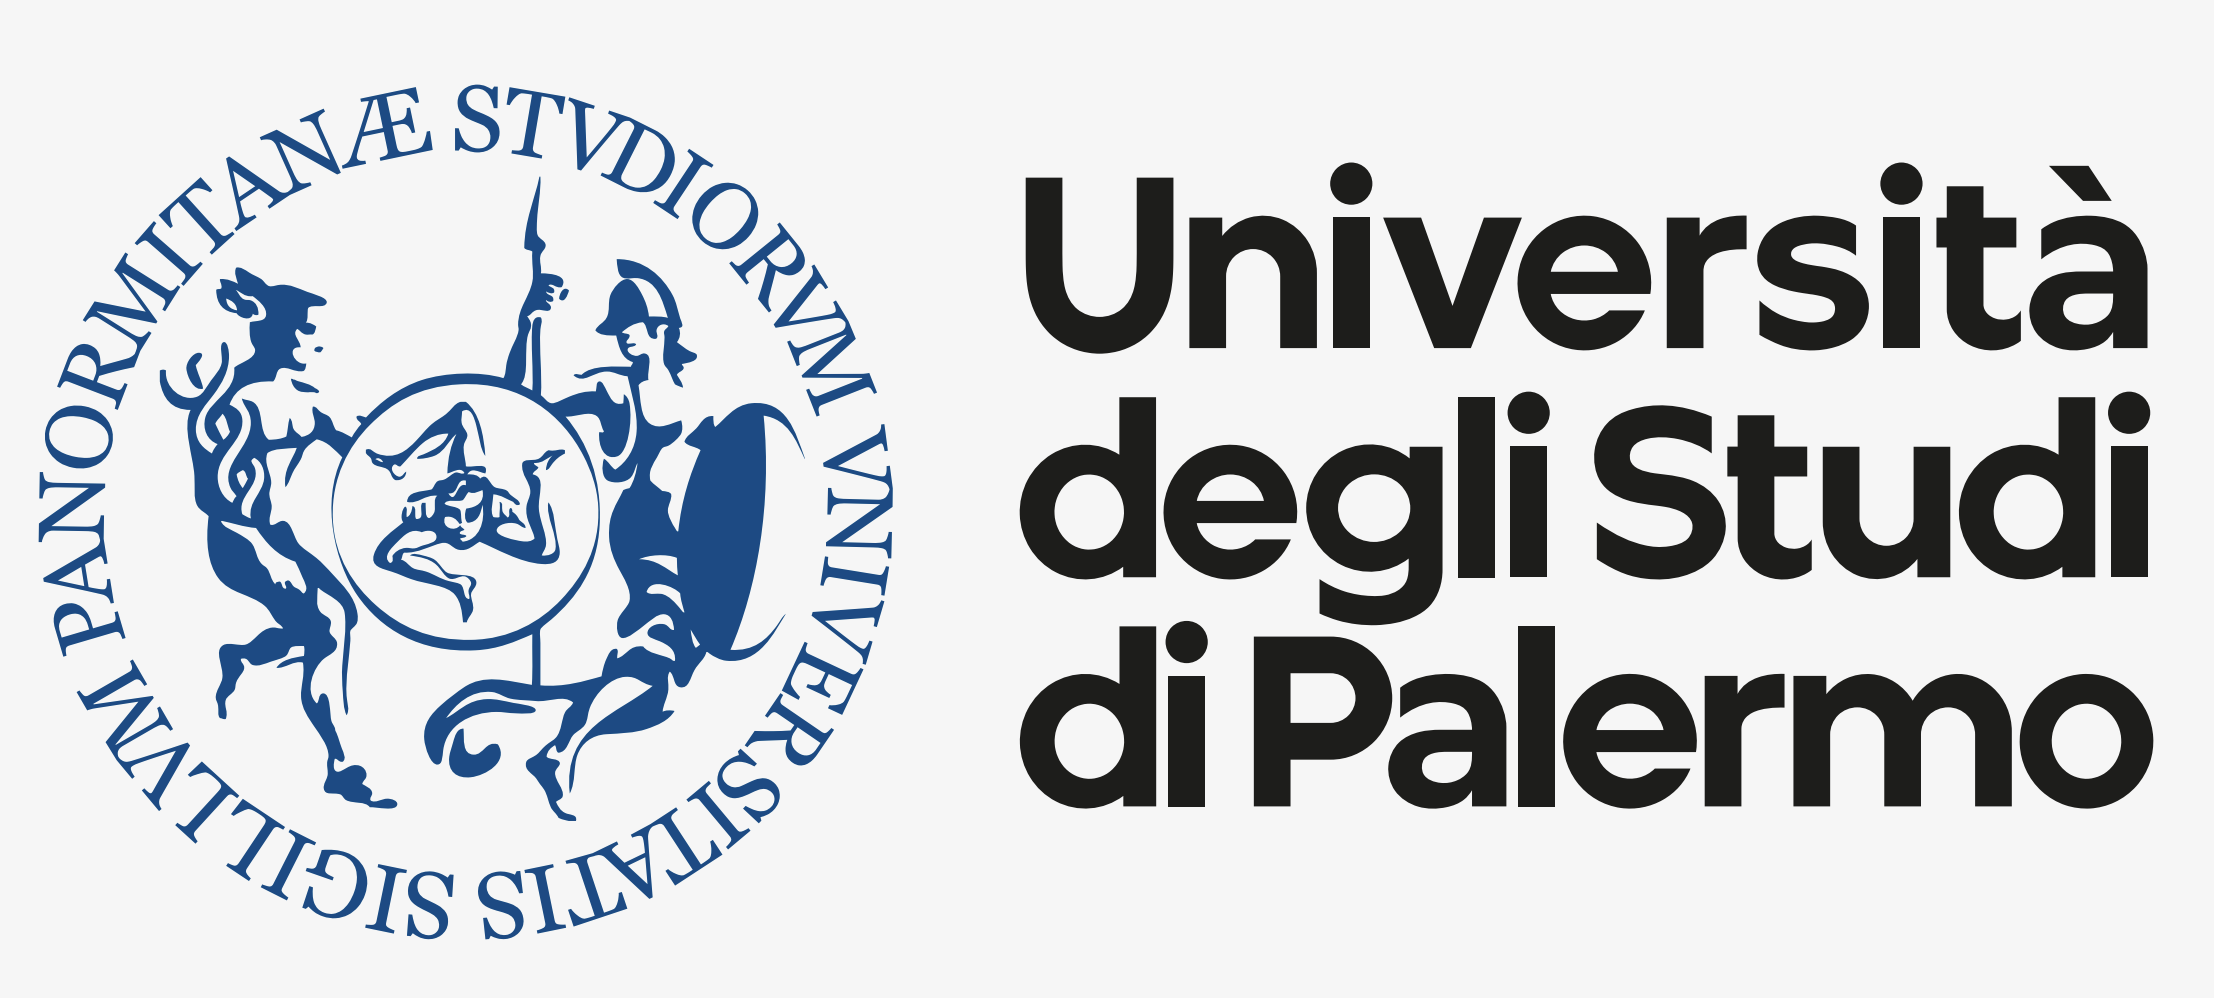 SIGILLVM PANORMITANÆ STVDIORVM VNIVERSITATIS
Università
degli Studi
di Palermo